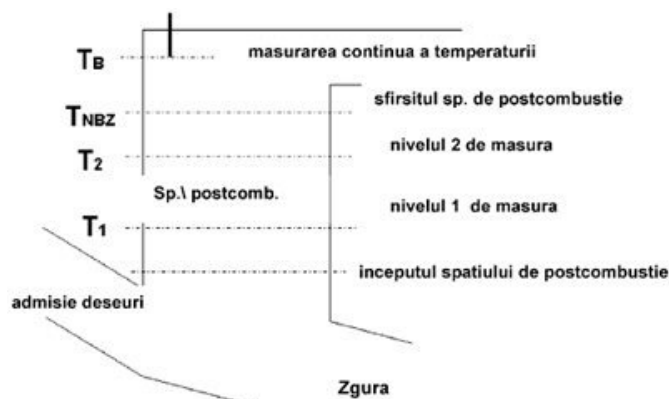 masurarea continua a temperaturii
TB
sfirsitul sp. de postcombustie
TNBZ
nivelul 2 de masura
T2
Sp.\ postcomb.
nivelul 1 de masura
T1
inceputul spatiului de postcombustie
admisie deseuri
Zgura